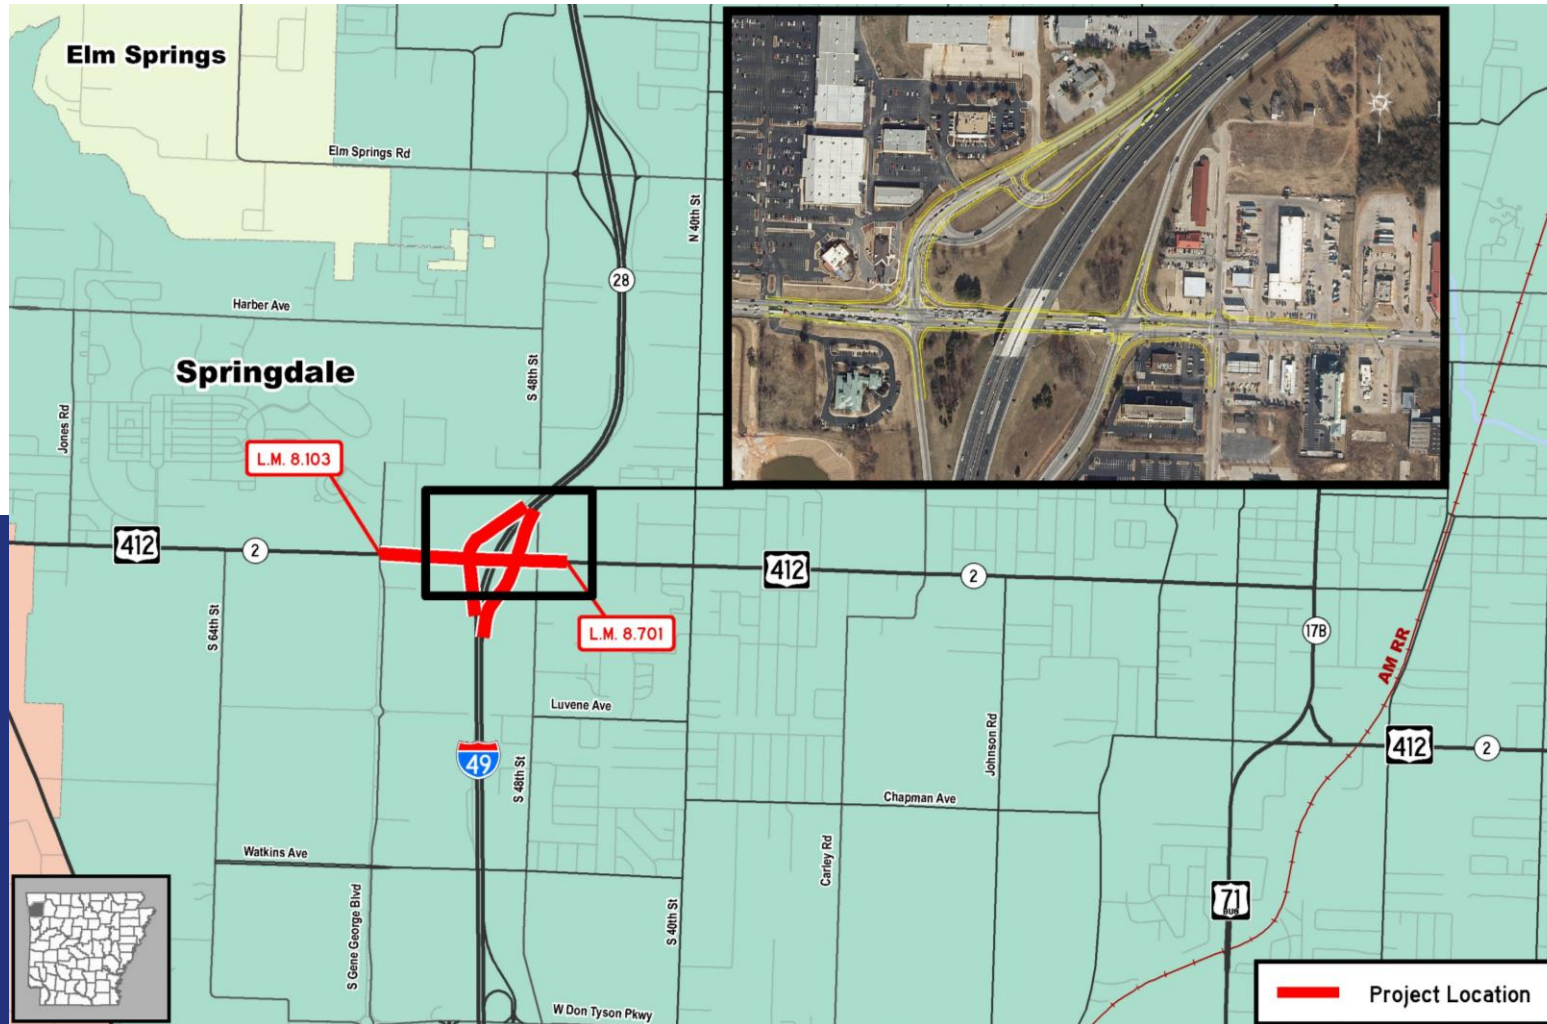 Elm Springs
Elm Springs Rd
N 40th St
28
Harber Ave
Springdale
S 48th St
Jones Rd
L.M. 8.103
412
2
412
2
L.M. 8.701
S 64th St
17B
AM RR
Luvene Ave
49
S 48th St
Johnson Rd
412
2
Chapman Ave
Watkins Ave
Carley Rd
71
BUS
S Gene George Blvd
S 40th St
W Don Tyson Pkwy
Project Location